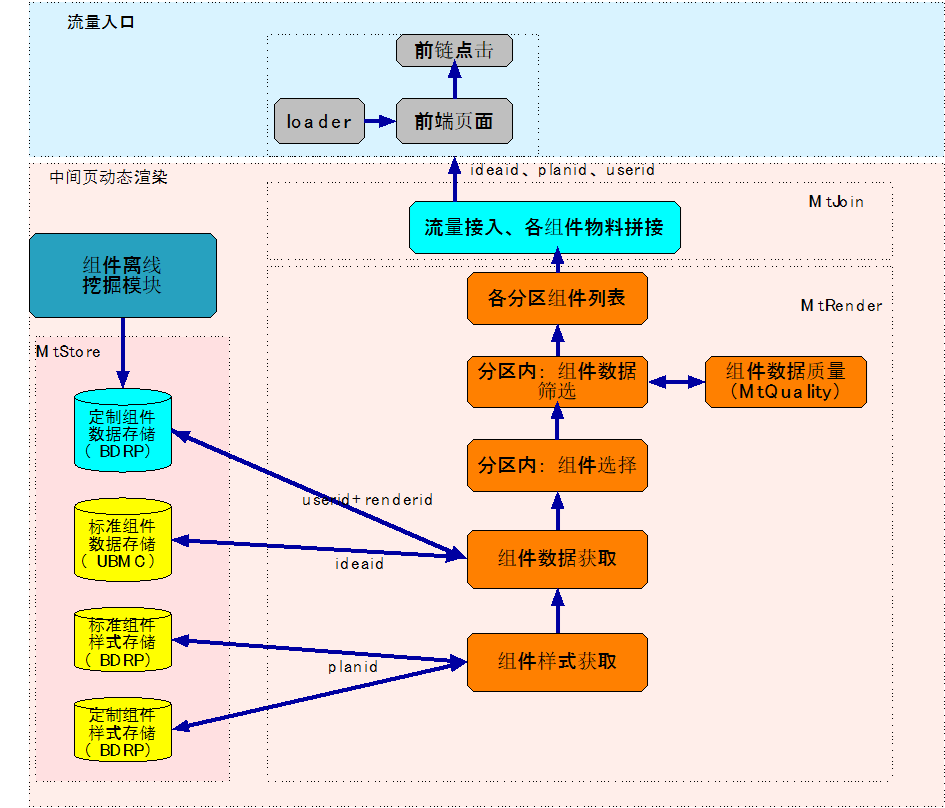 流量入口
前链点击
loader
前端页面
中间页动态渲染
ideaid、planid、userid
MtJoin
流量接入、各组件物料拼接
组件离线
挖掘模块
各分区组件列表
MtRender
MtStore
分区内：组件数据
筛选
组件数据质量
（MtQuality）
定制组件
数据存储
（BDRP）
分区内：组件选择
userid+renderid
标准组件
数据存储
（UBMC）
组件数据获取
ideaid
标准组件
样式存储
（BDRP）
组件样式获取
planid
定制组件
样式存储
（BDRP）